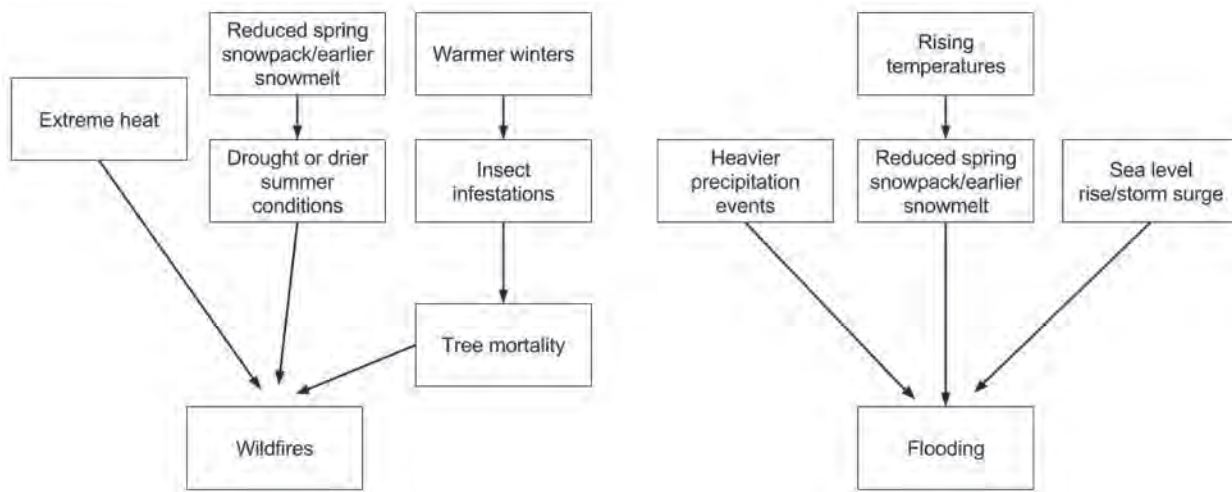 Extreme heat
Reduced spring
snowpack/earlier
snowmelt
Warmer winters
Drought or drier
summer
conditions
Insect
infestations
Tree mortality
Wildfires
Rising
temperatures
Heavier
precipitation
events
Reduced spring
snowpack/earlier
snowmelt
Sea level
rise/storm surge
Flooding